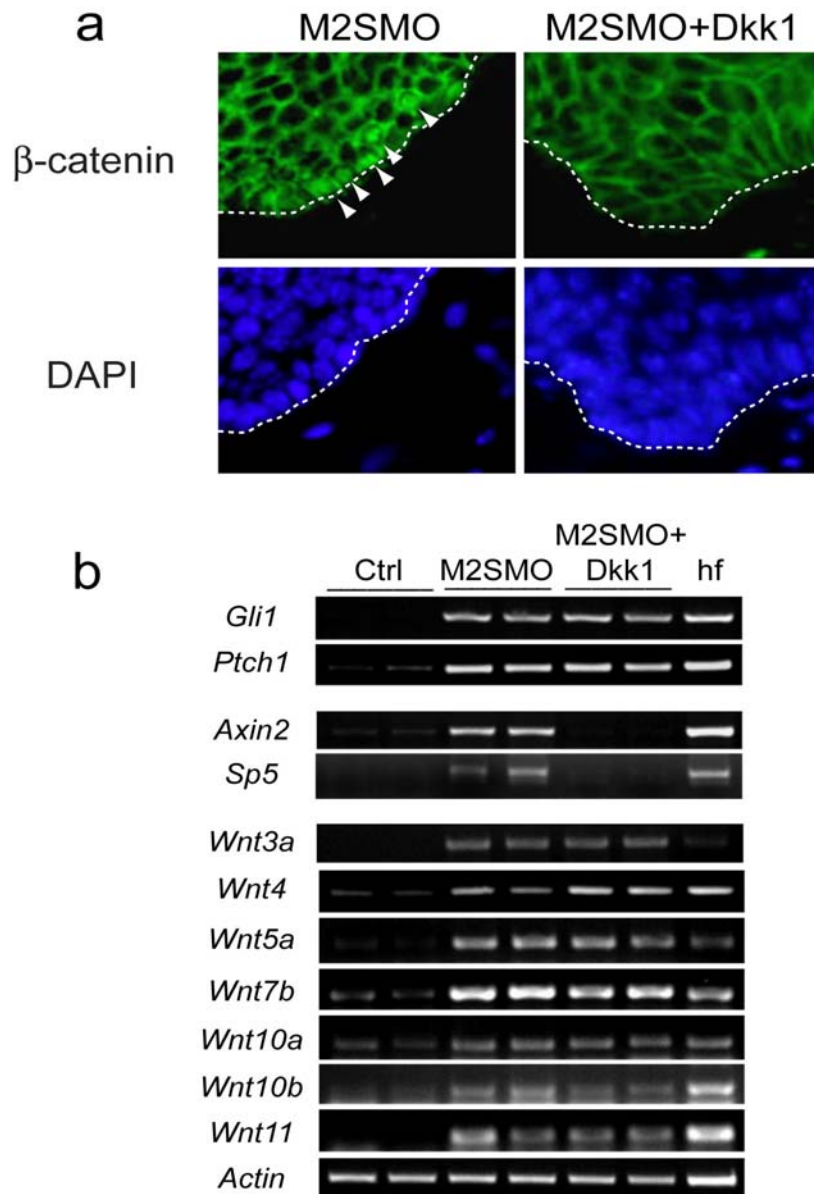 a
M2SMO M2SMO+Dkk1
β-catenin
DAPI
b
Ctrl M2SMO M2SMO+ Dkk1 hf
Gli1
Ptch1
Axin2
Sp5
Wnt3a
Wnt4
Wnt5a
Wnt7b
Wnt10a
Wnt10b
Wnt11
Actin